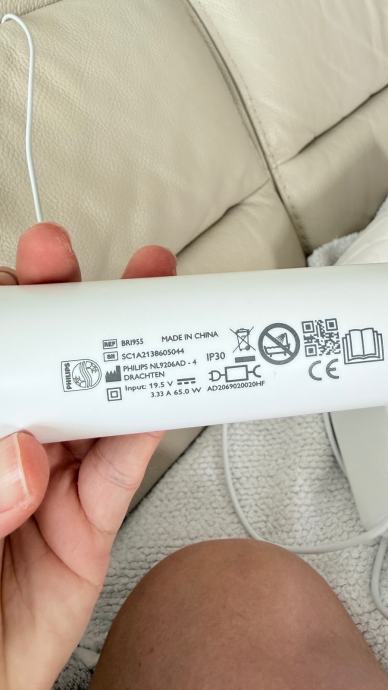 REF BRI955 MADE IN CHINA
SN SC1A2138605044
IP30
PHILIPS NL9206AD - 4
DRACHTEN
Input: 19.5 V
3.33 A 65.0 W
AD2069020020HF
PHILIPS
CE